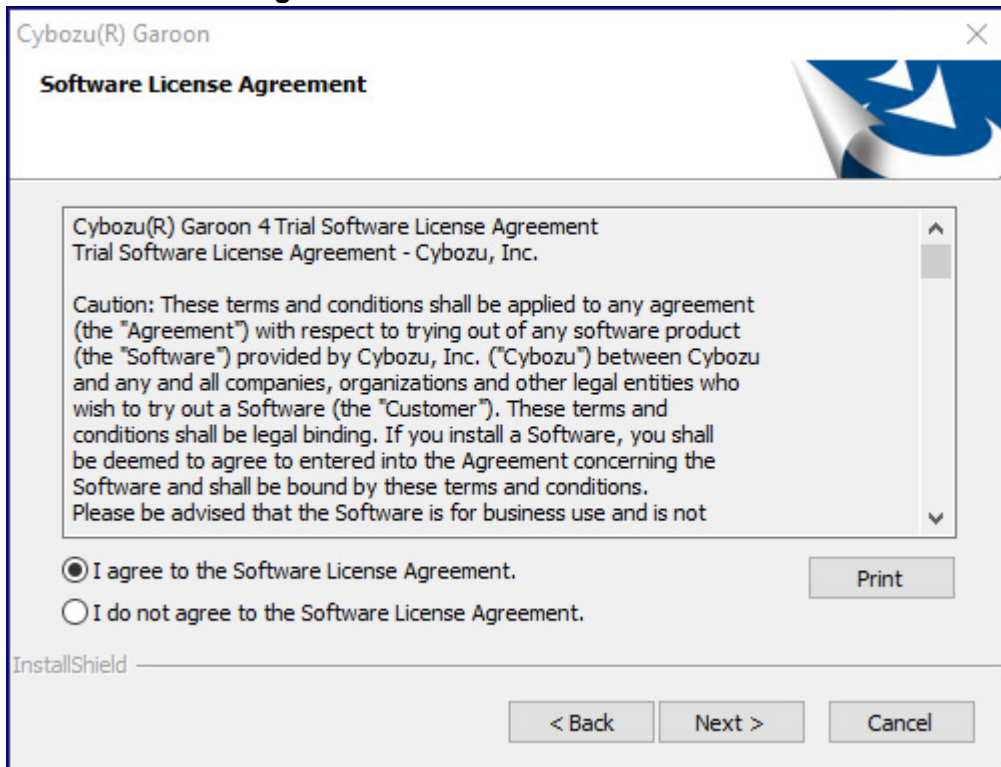 Cybozu(R) Garoon
Software License Agreement
Cybozu(R) Garoon 4 Trial Software License Agreement
Trial Software License Agreement - Cybozu, Inc.
Caution: These terms and conditions shall be applied to any agreement
(the "Agreement") with respect to trying out of any software product
(the "Software") provided by Cybozu, Inc. ("Cybozu") between Cybozu
and any and all companies, organizations and other legal entities who
wish to try out a Software (the "Customer"). These terms and
conditions shall be legal binding. If you install a Software, you shall
be deemed to agree to entered into the Agreement concerning the
Software and shall be bound by these terms and conditions.
Please be advised that the Software is for business use and is not
I agree to the Software License Agreement.
Print
I do not agree to the Software License Agreement.
InstallShield
< Back Next > Cancel